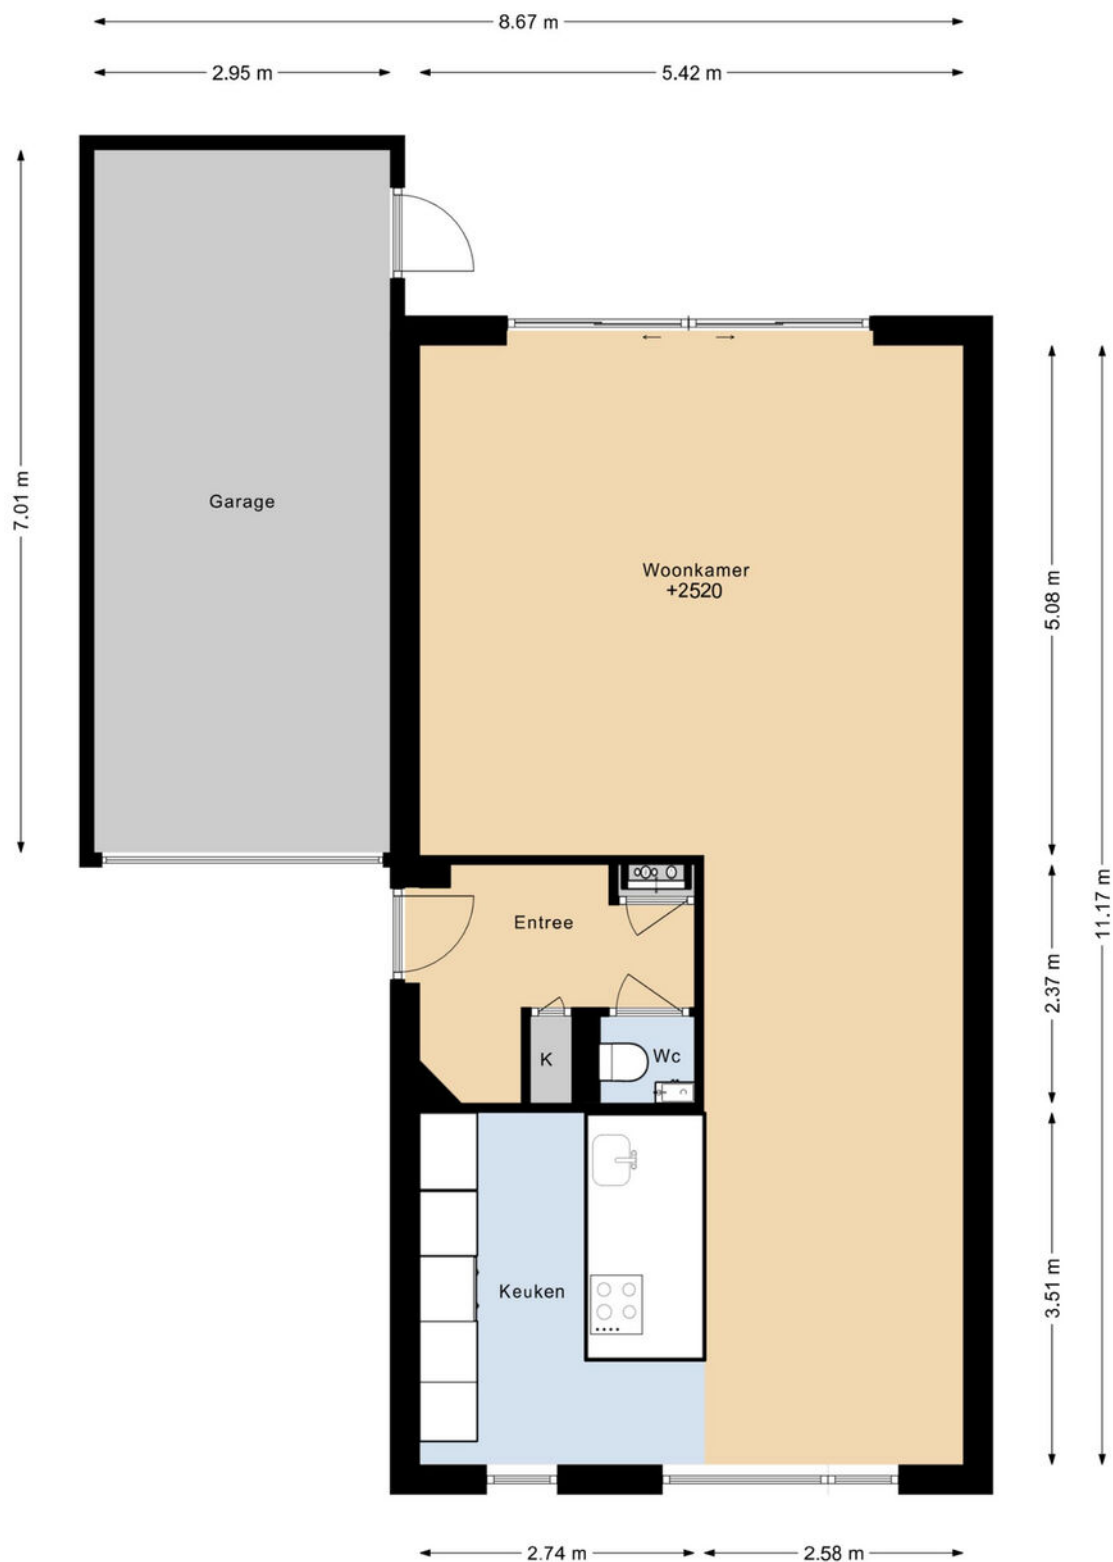 8.67 m
2.95 m
5.42 m
7.01 m
Garage
Woonkamer
+2520
5.08 m
11.17 m
Entree
2.37 m
K
Wc
Keuken
3.51 m
2.74 m
2.58 m